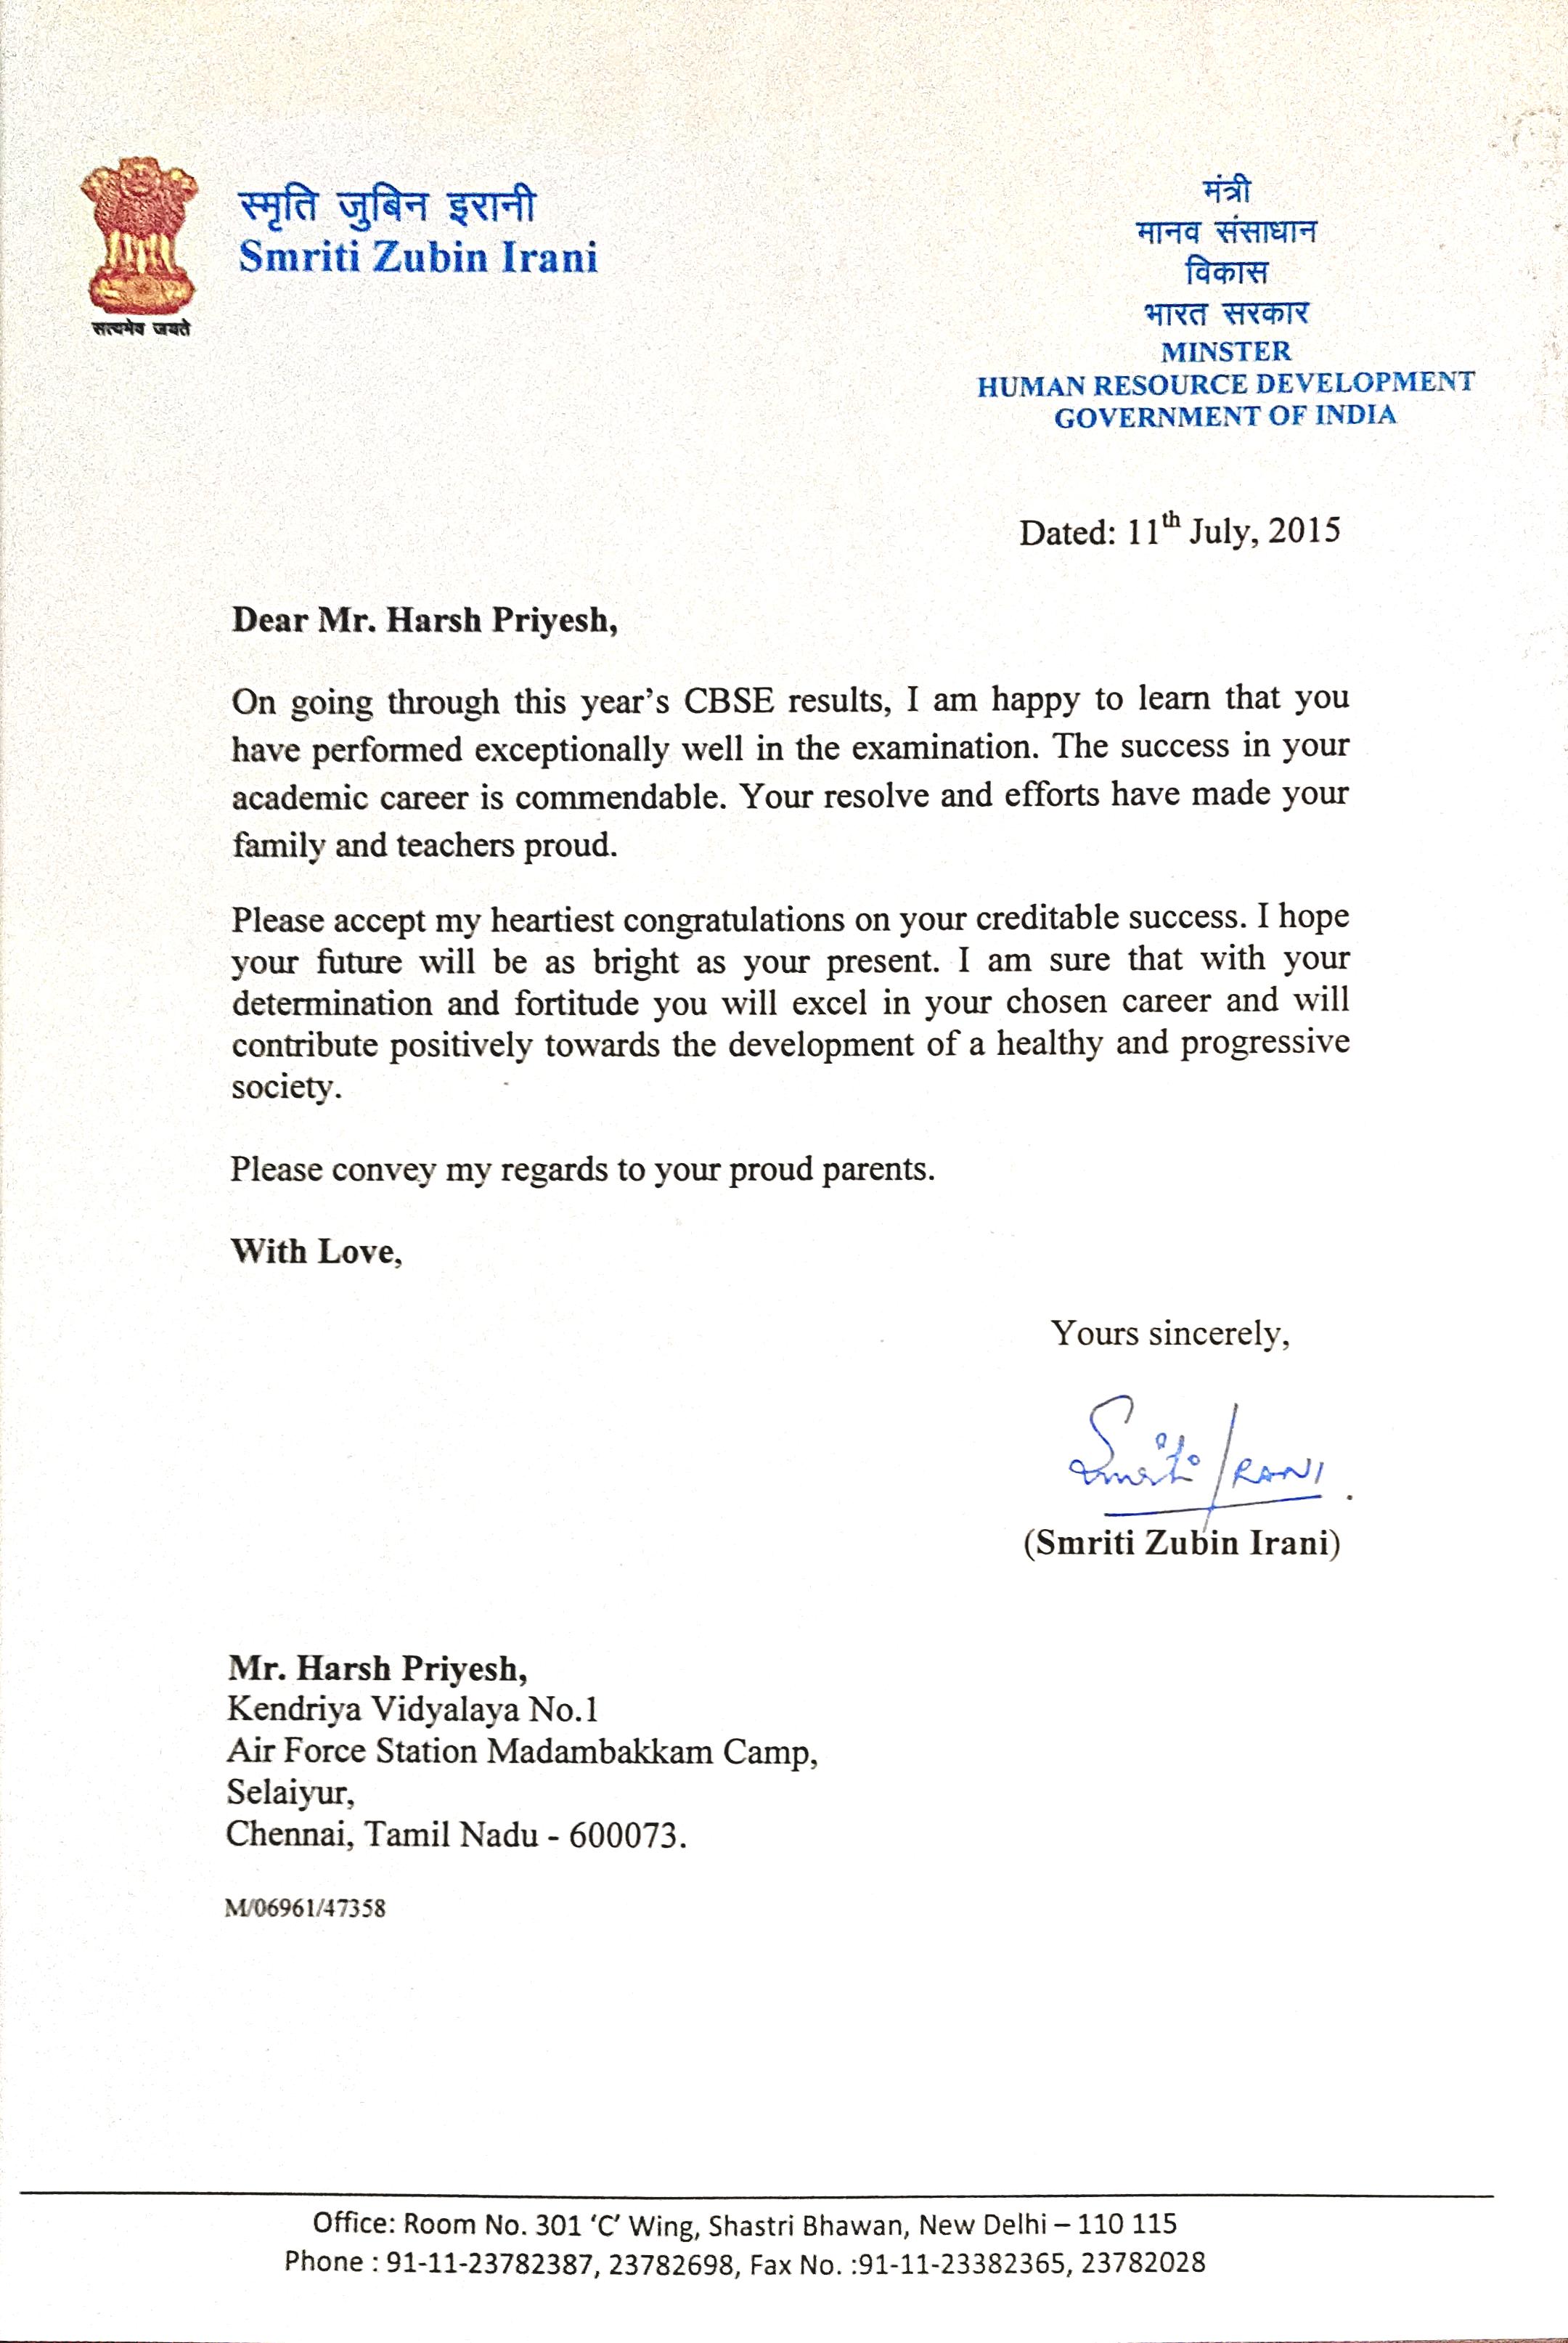 स्मृति जुबिन इरानी
Smriti Zubin Irani
सत्यमेव जयते
मंत्री
मानव संसाधान
विकास
भारत सरकार
MINSTER
HUMAN RESOURCE DEVELOPMENT
GOVERNMENT OF INDIA
Dated: 11th July, 2015
Dear Mr. Harsh Priyesh,
On going through this year’s CBSE results, I am happy to learn that you
have performed exceptionally well in the examination. The success in your
academic career is commendable. Your resolve and efforts have made your
family and teachers proud.
Please accept my heartiest congratulations on your creditable success. I hope
your future will be as bright as your present. I am sure that with your
determination and fortitude you will excel in your chosen career and will
contribute positively towards the development of a healthy and progressive
society.
Please convey my regards to your proud parents.
With Love,
Yours sincerely,
Smriti IRANI
(Smriti Zubin Irani)
Mr. Harsh Priyesh,
Kendriya Vidyalaya No.1
Air Force Station Madambakkam Camp,
Selaiyur,
Chennai, Tamil Nadu - 600073.
M/06961/47358
Office: Room No. 301 ‘C’ Wing, Shastri Bhawan, New Delhi – 110 115
Phone : 91-11-23782387, 23782698, Fax No. :91-11-23382365, 23782028